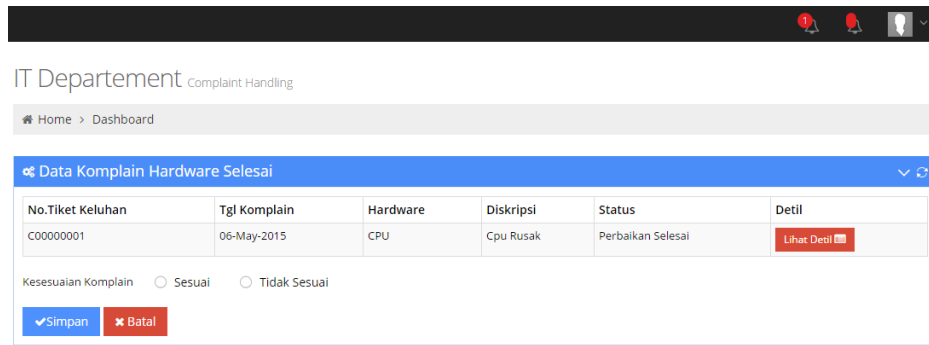 1
IT Departement Complaint Handling
Home > Dashboard
Data Komplain Hardware Selesai
No.Tiket Keluhan Tgl Komplain Hardware Diskripsi Status Detil
C00000001 06-May-2015 CPU Cpu Rusak Perbaikan Selesai Lihat Detil
Kesesuaian Komplain Sesuai Tidak Sesuai
Simpan Batal